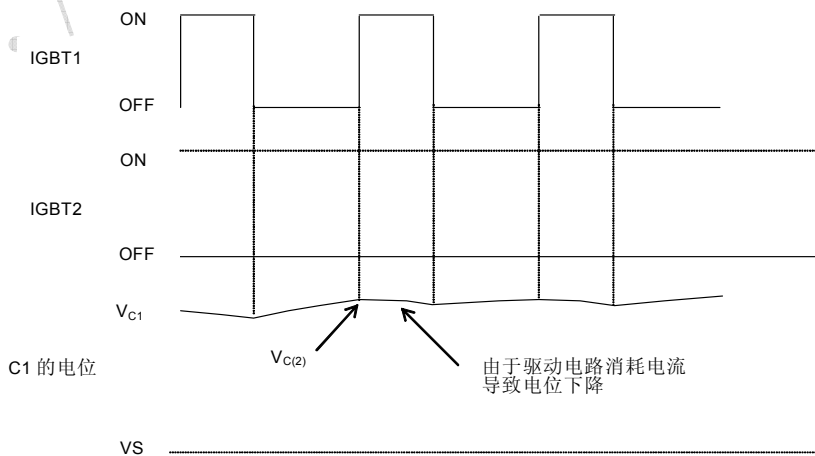 ON
IGBT1
OFF
ON
IGBT2
OFF
VC1
VC(2)
由于驱动电路消耗电流
导致电位下降
C1 的电位
VS